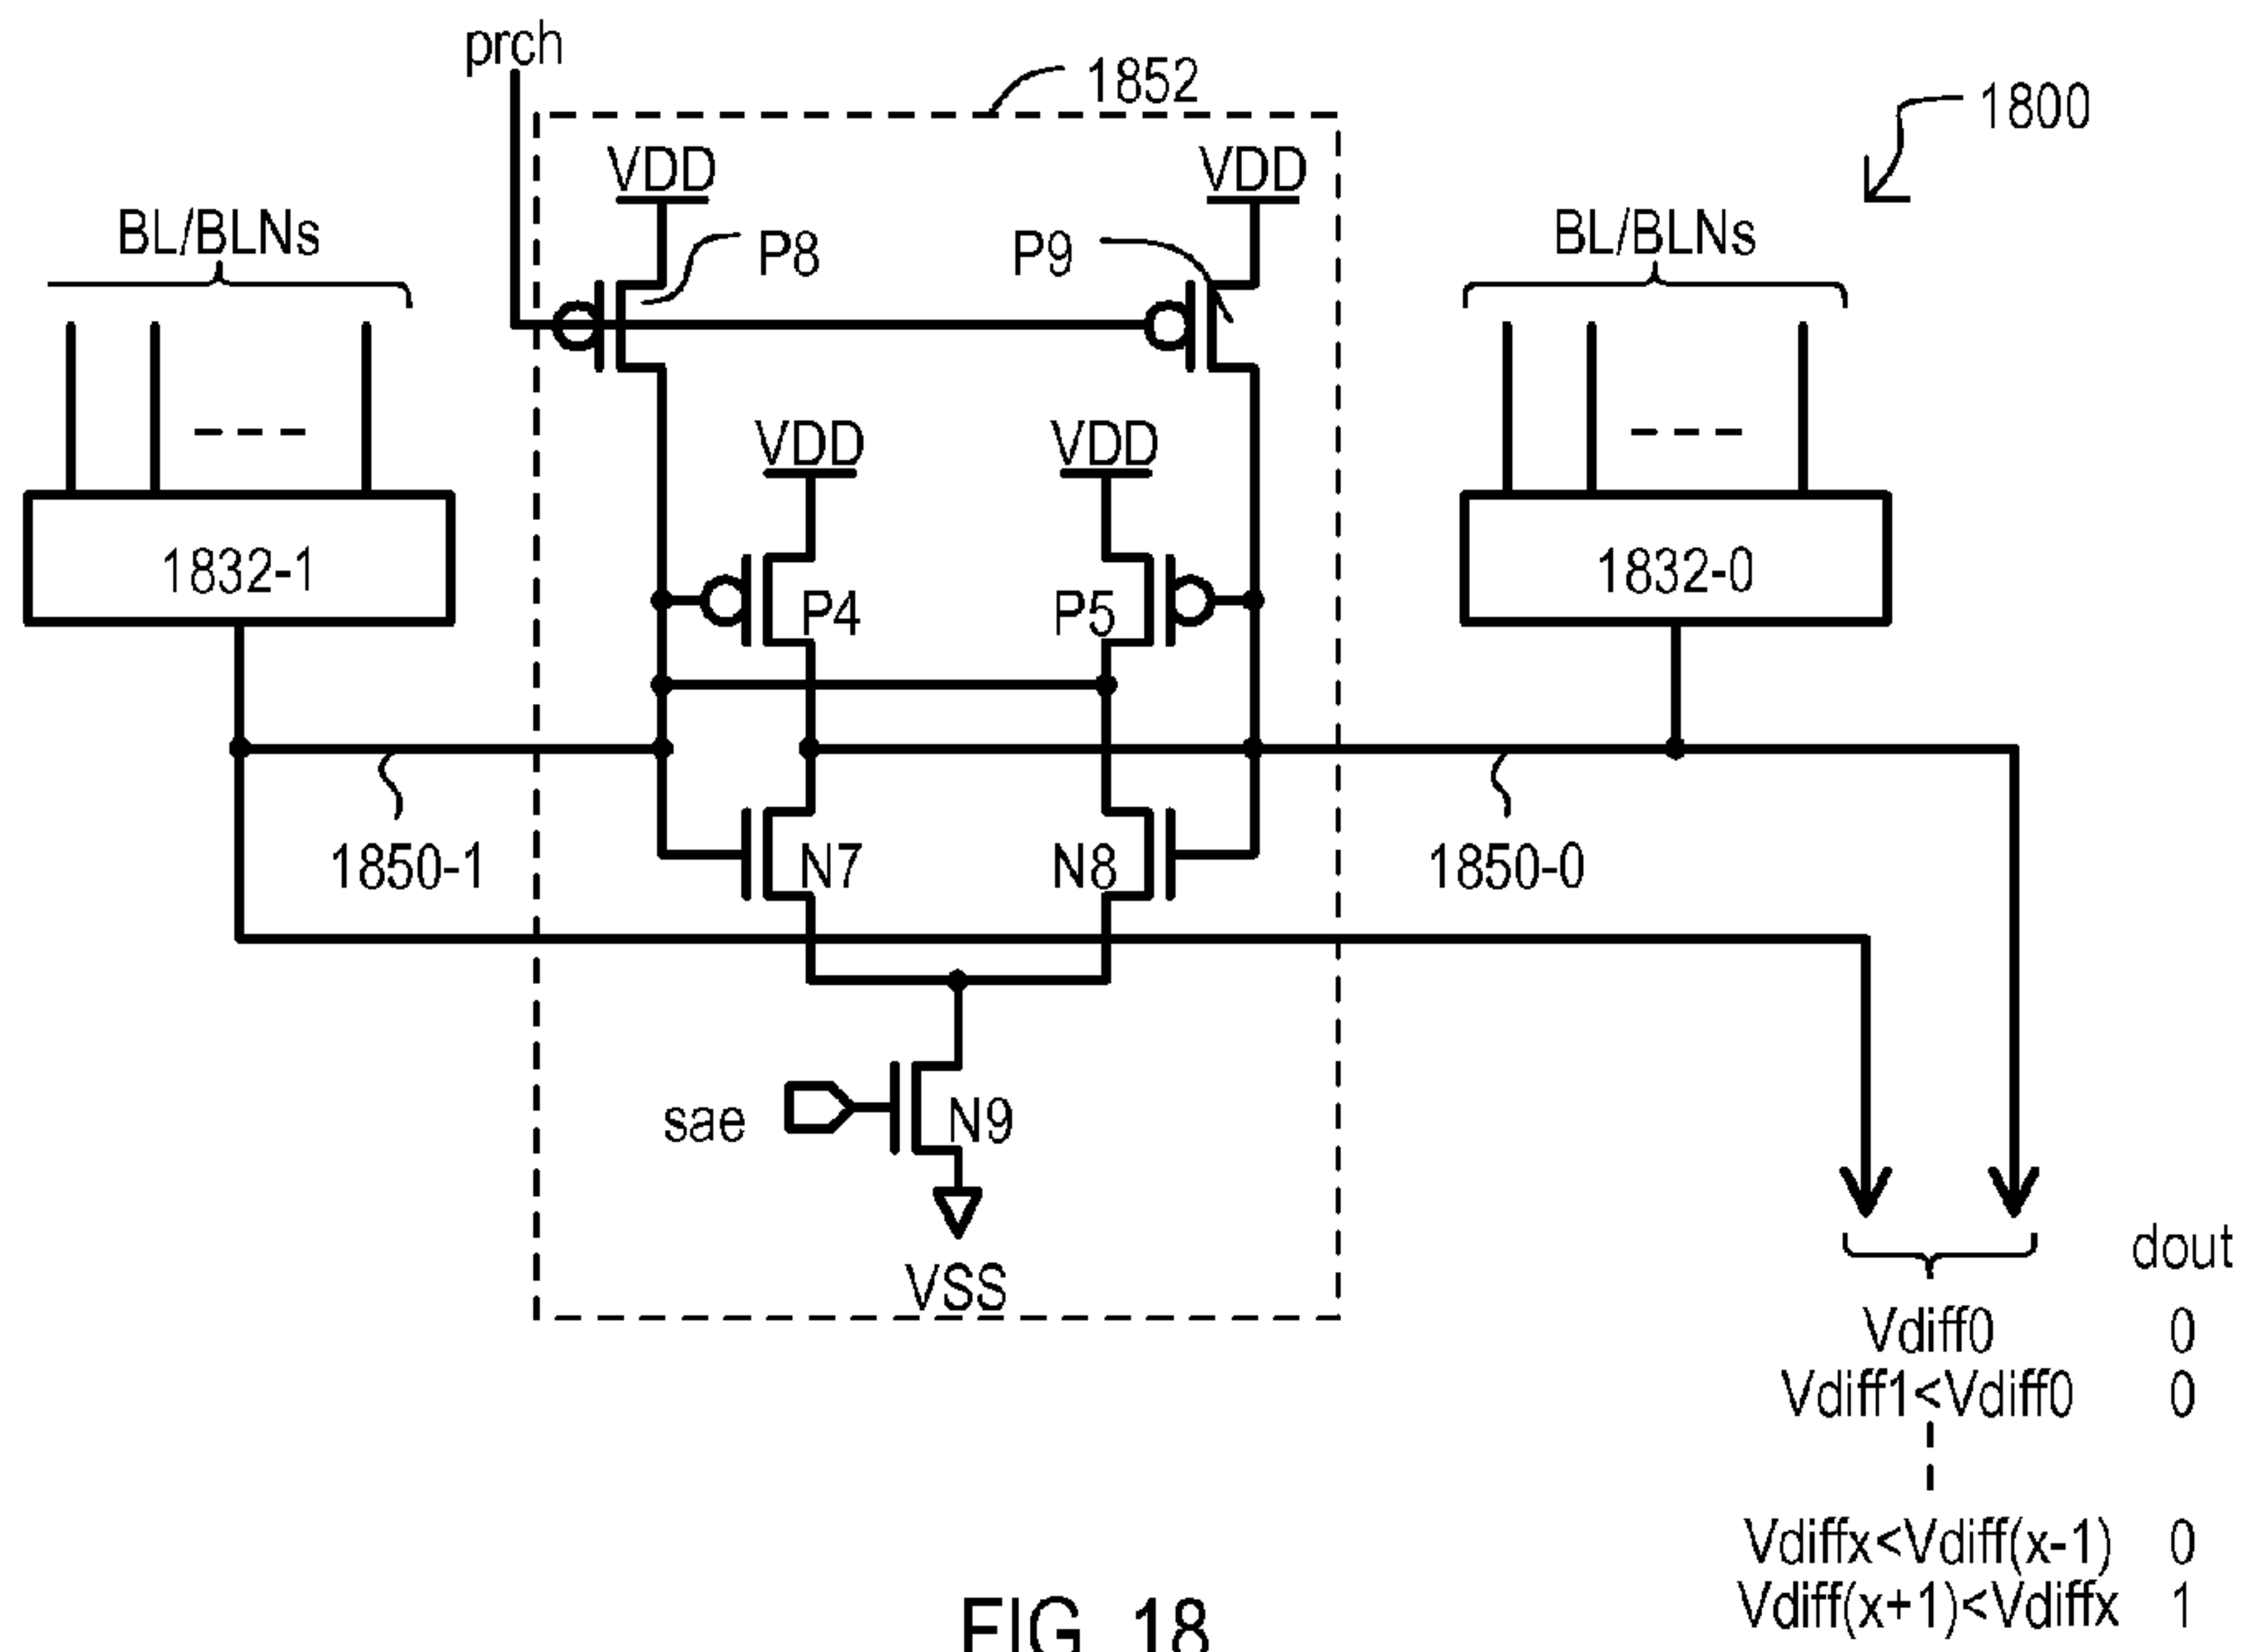 prch
1852
1800
VDD
VDD
BL/BLNs
P8
P9
BL/BLNs
VDD
VDD
1832-1
P4
P5
1832-0
1850-1
N7
N8
1850-0
sae
N9
VSS
dout
Vdiff0 0
Vdiff1<Vdiff0 0
Vdiffx<Vdiff(x-1) 0
Vdiff(x+1)<Vdiffx 1
FIG. 18